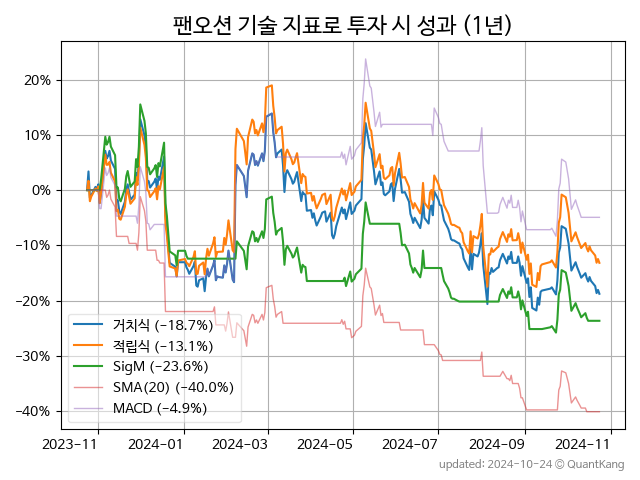 팬오션 기술 지표로 투자 시 성과 (1년)
20%
10%
0%
−10%
−20%
−30%
−40%
거치식 (−18.7%)
적립식 (−13.1%)
SigM (−23.6%)
SMA(20) (−40.0%)
MACD (−4.9%)
2023-11 2024-01 2024-03 2024-05 2024-07 2024-09 2024-11
updated: 2024-10-24 © QuantKang